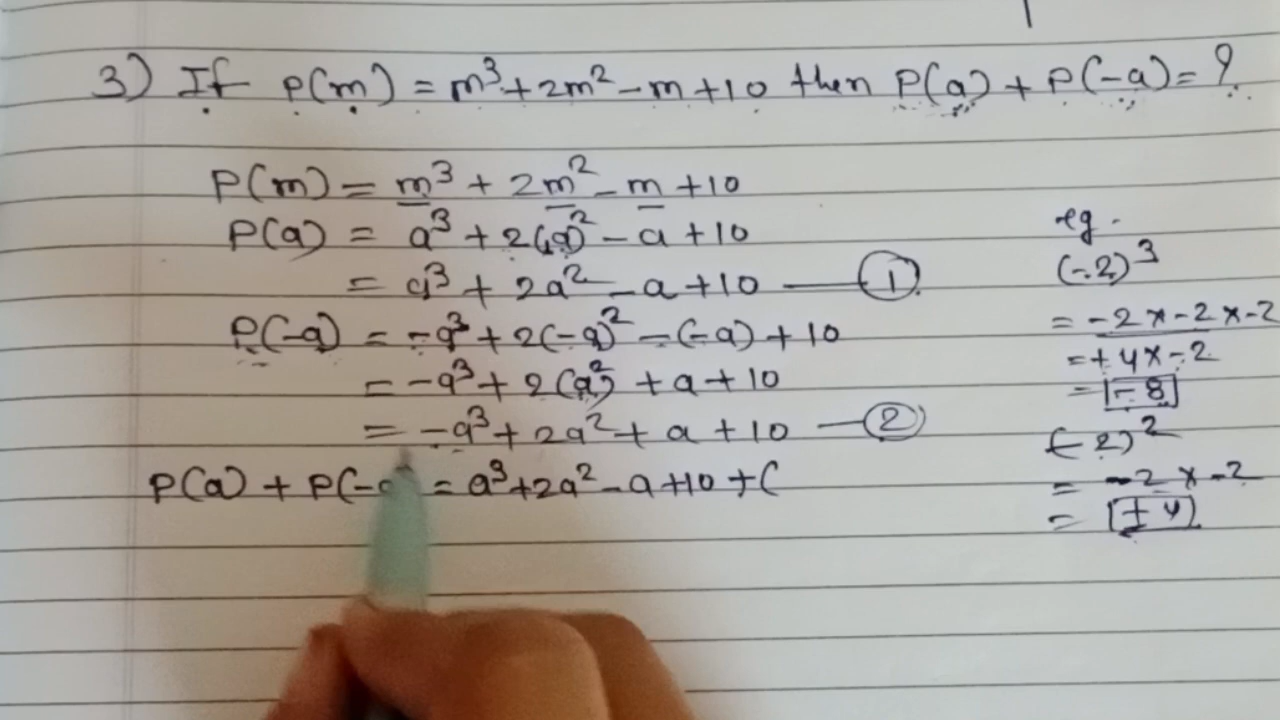 3) If P(m) = m³ + 2m² - m + 10 then P(a) + P(-a) = ?
P(m) = m³ + 2m² - m + 10
P(a) = a³ + 2(a)² - a + 10
= a³ + 2a² - a + 10 —— 1
P(-a) = -a³ + 2(-a)² - (-a) + 10
= -a³ + 2(a²) + a + 10
= -a³ + 2a² + a + 10 — 2
P(a) + P(-a = a³ + 2a² - a + 10 + (
eg.
(-2)³
= -2 x -2 x -2
= + 4 x -2
= -8
(-2)²
= -2 x -2
= +4